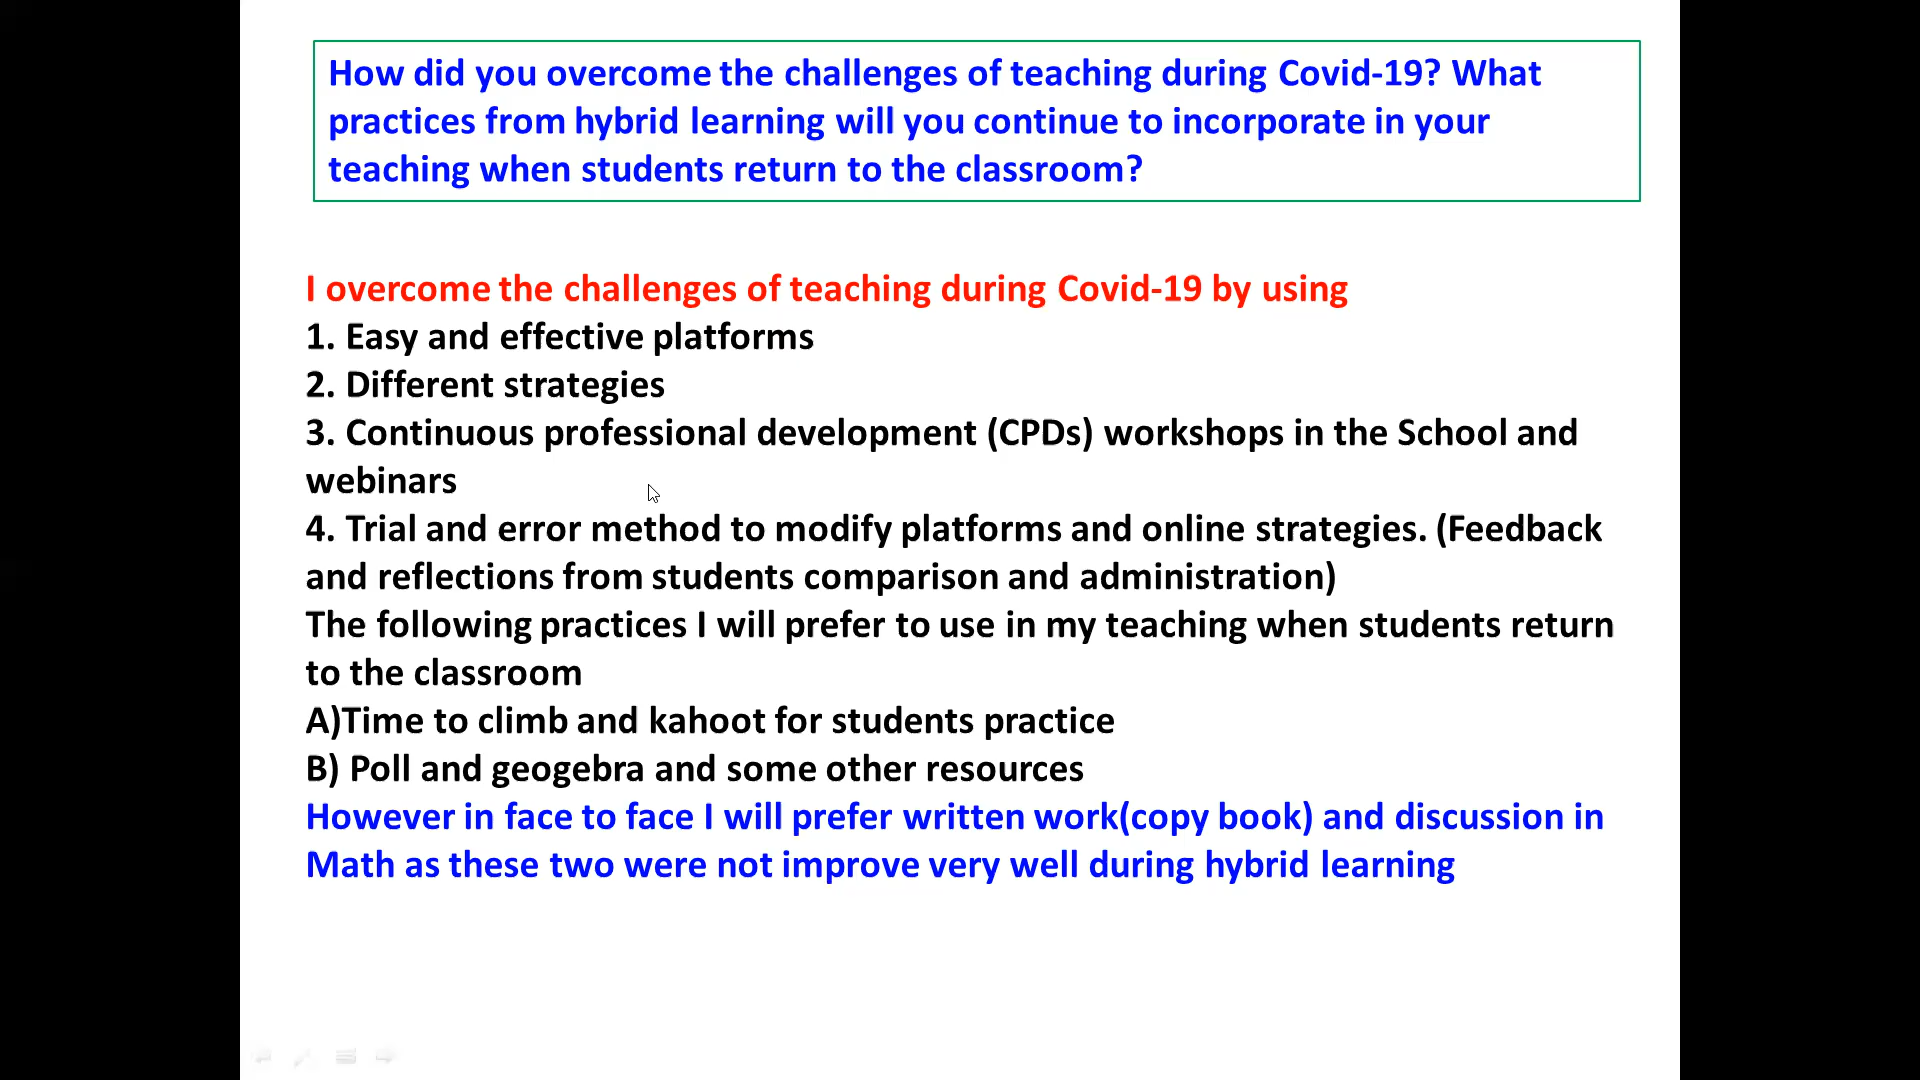 How did you overcome the challenges of teaching during Covid-19? What
practices from hybrid learning will you continue to incorporate in your
teaching when students return to the classroom?
I overcome the challenges of teaching during Covid-19 by using
1. Easy and effective platforms
2. Different strategies
3. Continuous professional development (CPDs) workshops in the School and
webinars
4. Trial and error method to modify platforms and online strategies. (Feedback
and reflections from students comparison and administration)
The following practices I will prefer to use in my teaching when students return
to the classroom
A)Time to climb and kahoot for students practice
B) Poll and geogebra and some other resources
However in face to face I will prefer written work(copy book) and discussion in
Math as these two were not improve very well during hybrid learning